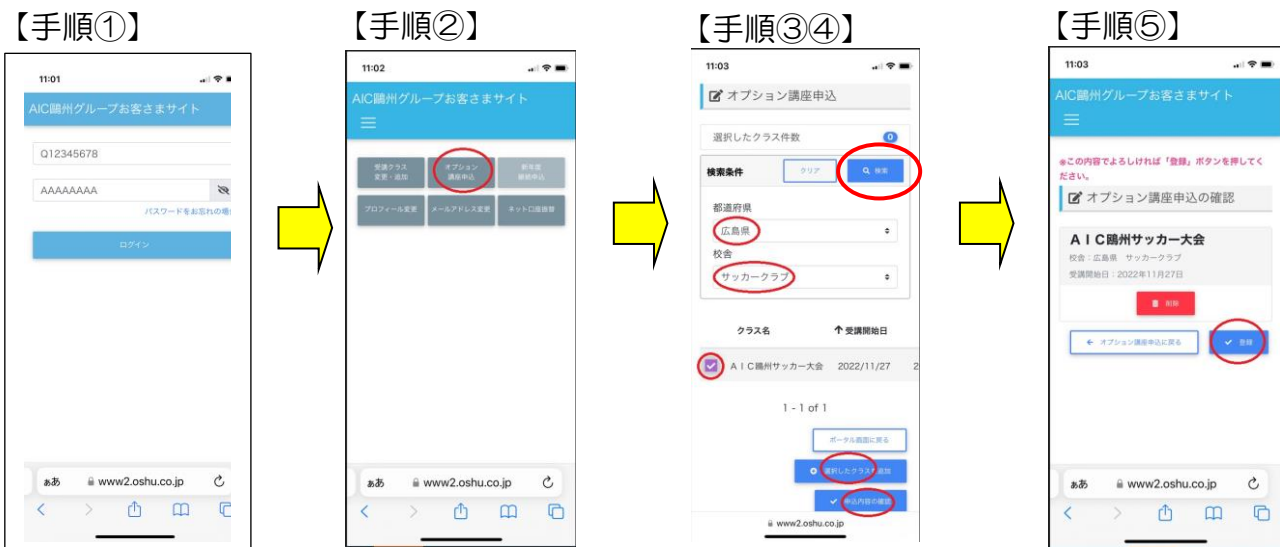 【手順①】
11:01
AIC鷗州グループお客さまサイト
Q12345678
AAAAAAAA
パスワードをお忘れの場
ログイン
ああ www2.oshu.co.jp
【手順②】
11:02
AIC鷗州グループお客さまサイト
受講クラス
変更・追加
オプション
講座申込
新年度
継続申込
プロフィール変更
メールアドレス変更
ネット口座振替
ああ www2.oshu.co.jp
【手順③④】
11:03
オプション講座申込
選択したクラス件数 0
検索条件 クリア 検索
都道府県
広島県
校舎
サッカークラブ
クラス名 ↑受講開始日
ＡＩＣ鷗州サッカー大会 2022/11/27 2
1 - 1 of 1
ポータル画面に戻る
選択したクラスを追加
申込内容の確認
www2.oshu.co.jp
【手順⑤】
11:03
AIC鷗州グループお客さまサイト
※この内容でよろしければ「登録」ボタンを押してく
ださい。
オプション講座申込の確認
ＡＩＣ鷗州サッカー大会
校舎：広島県 サッカークラブ
受講開始日：2022年11月27日
削除
← オプション講座申込に戻る
登録
ああ www2.oshu.co.jp